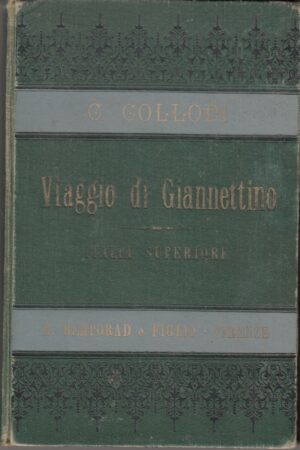 C. COLLODI
Viaggio di Giannettino
ITALIA SUPERIORE
R. BEMPORAD & FIGLIO - FIRENZE